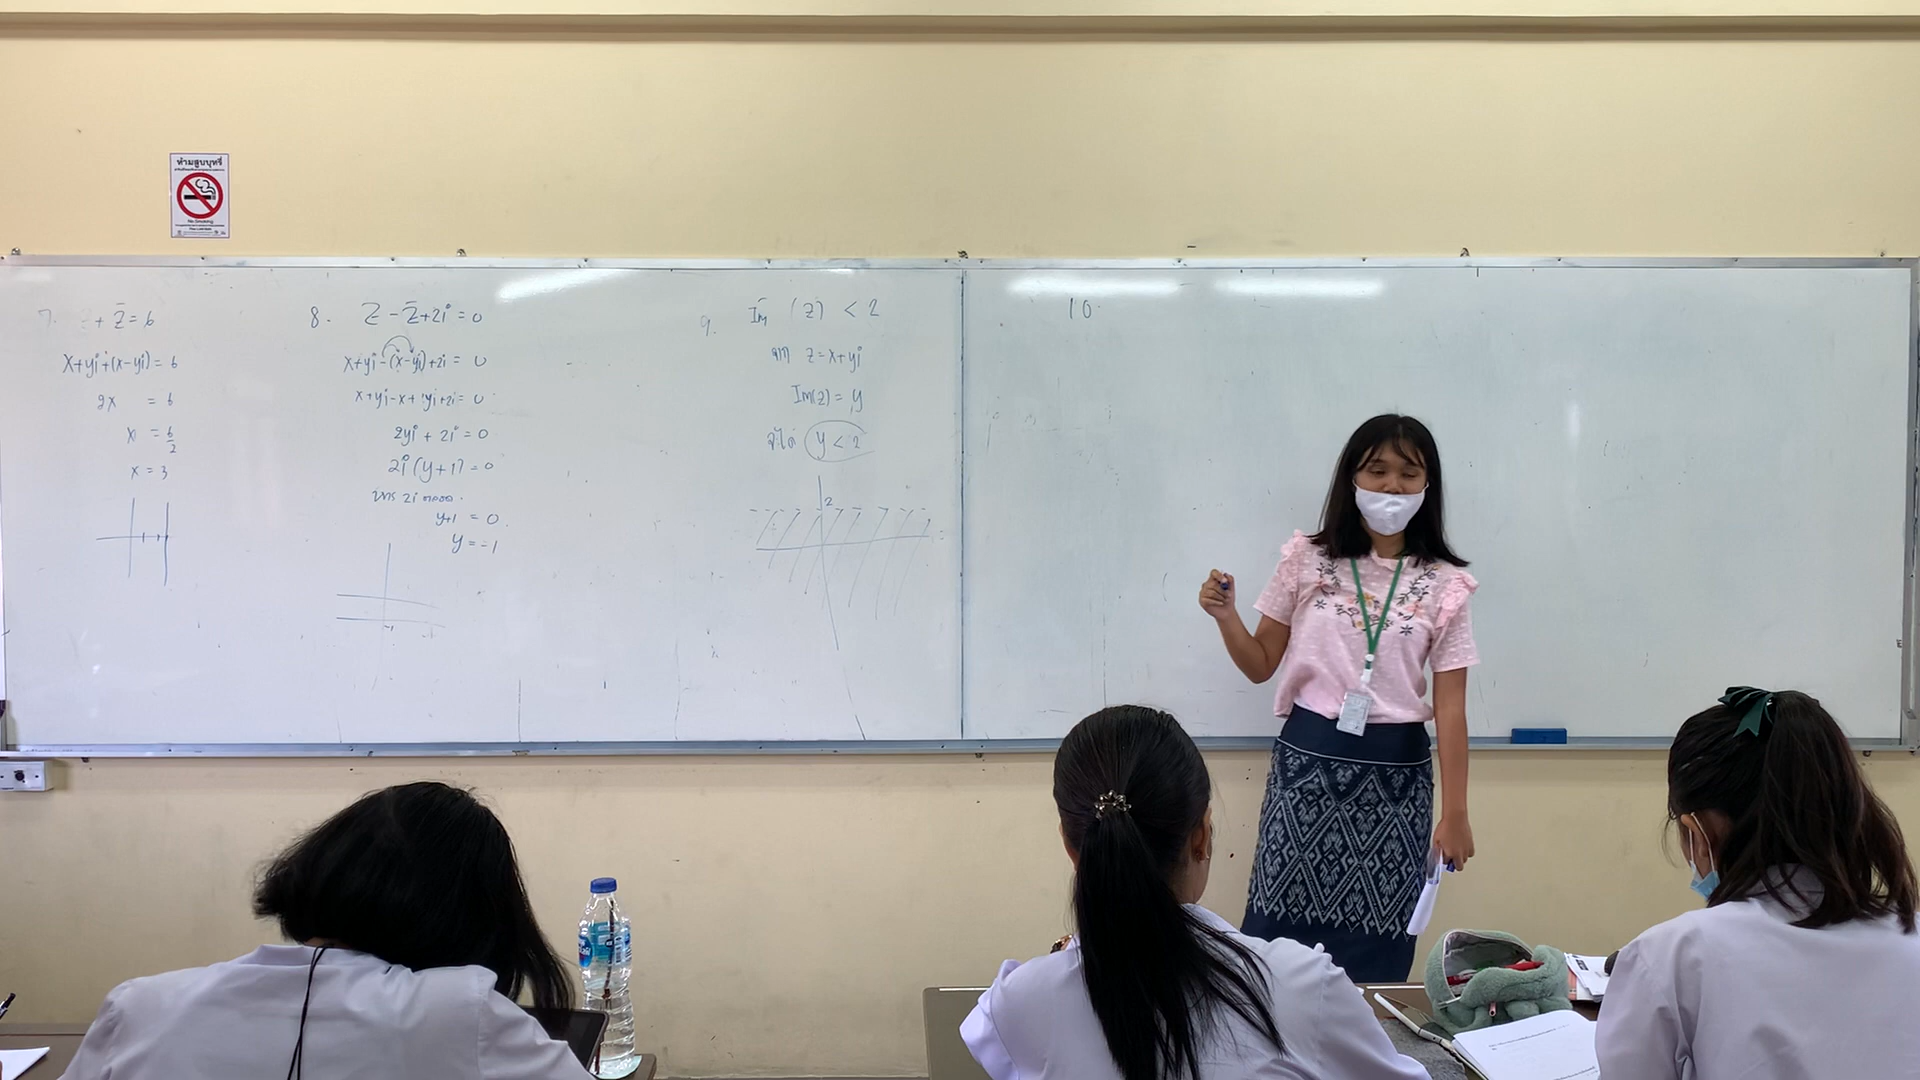 ห้ามสูบบุหรี่
No Smoking
7.
+ z̄ = 6
x+yi+(x-yi) = 6
2x = 6
x = 6/2
x = 3
8. z - z̄ + 2i = 0
x+yi-(x-yi)+2i = 0
x+yi-x+yi+2i = 0
2yi + 2i = 0
2i(y+1) = 0
หาร 2i ตลอด
y+1 = 0
y = -1
-1
9. Im (z) < 2
จาก z = x+yi
Im(z) = y
จะได้ y < 2
2
10.